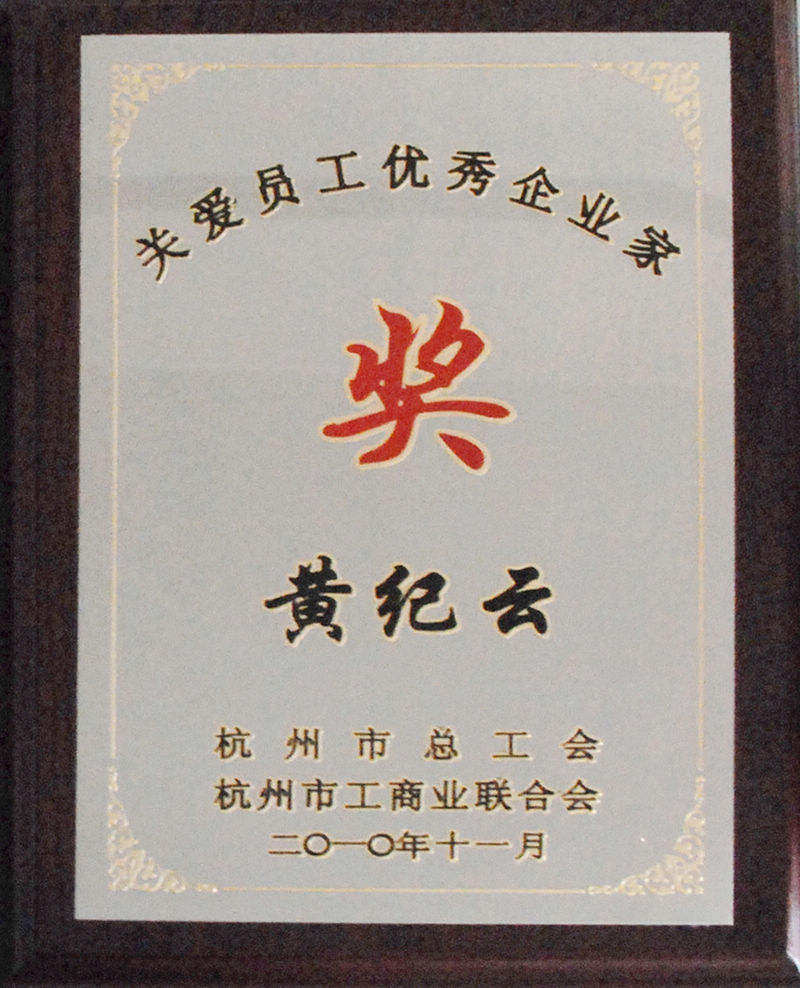 关爱员工优秀企业家
奖
黄纪云
杭州市总工会
杭州市工商业联合会
二〇一〇年十一月